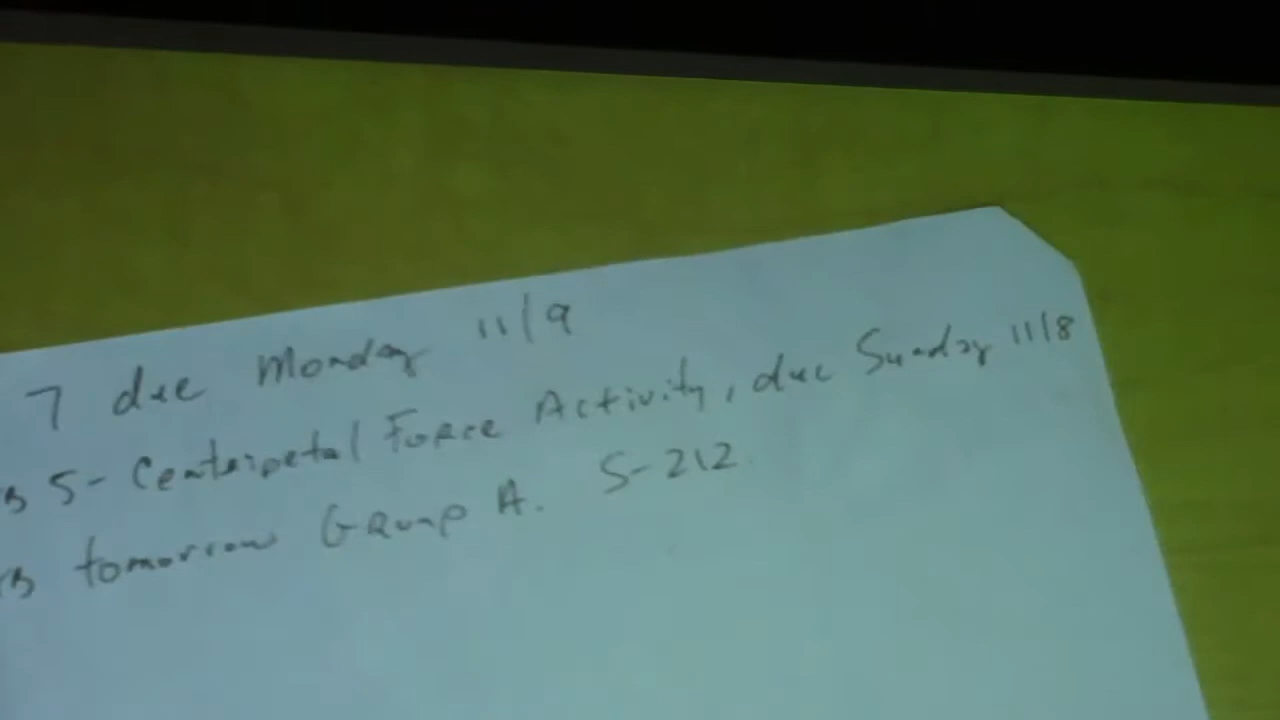 7 due Monday 11/9
B 5- Centripetal Force Activity, due Sunday 11/8
B tomorrow Group A. S-212